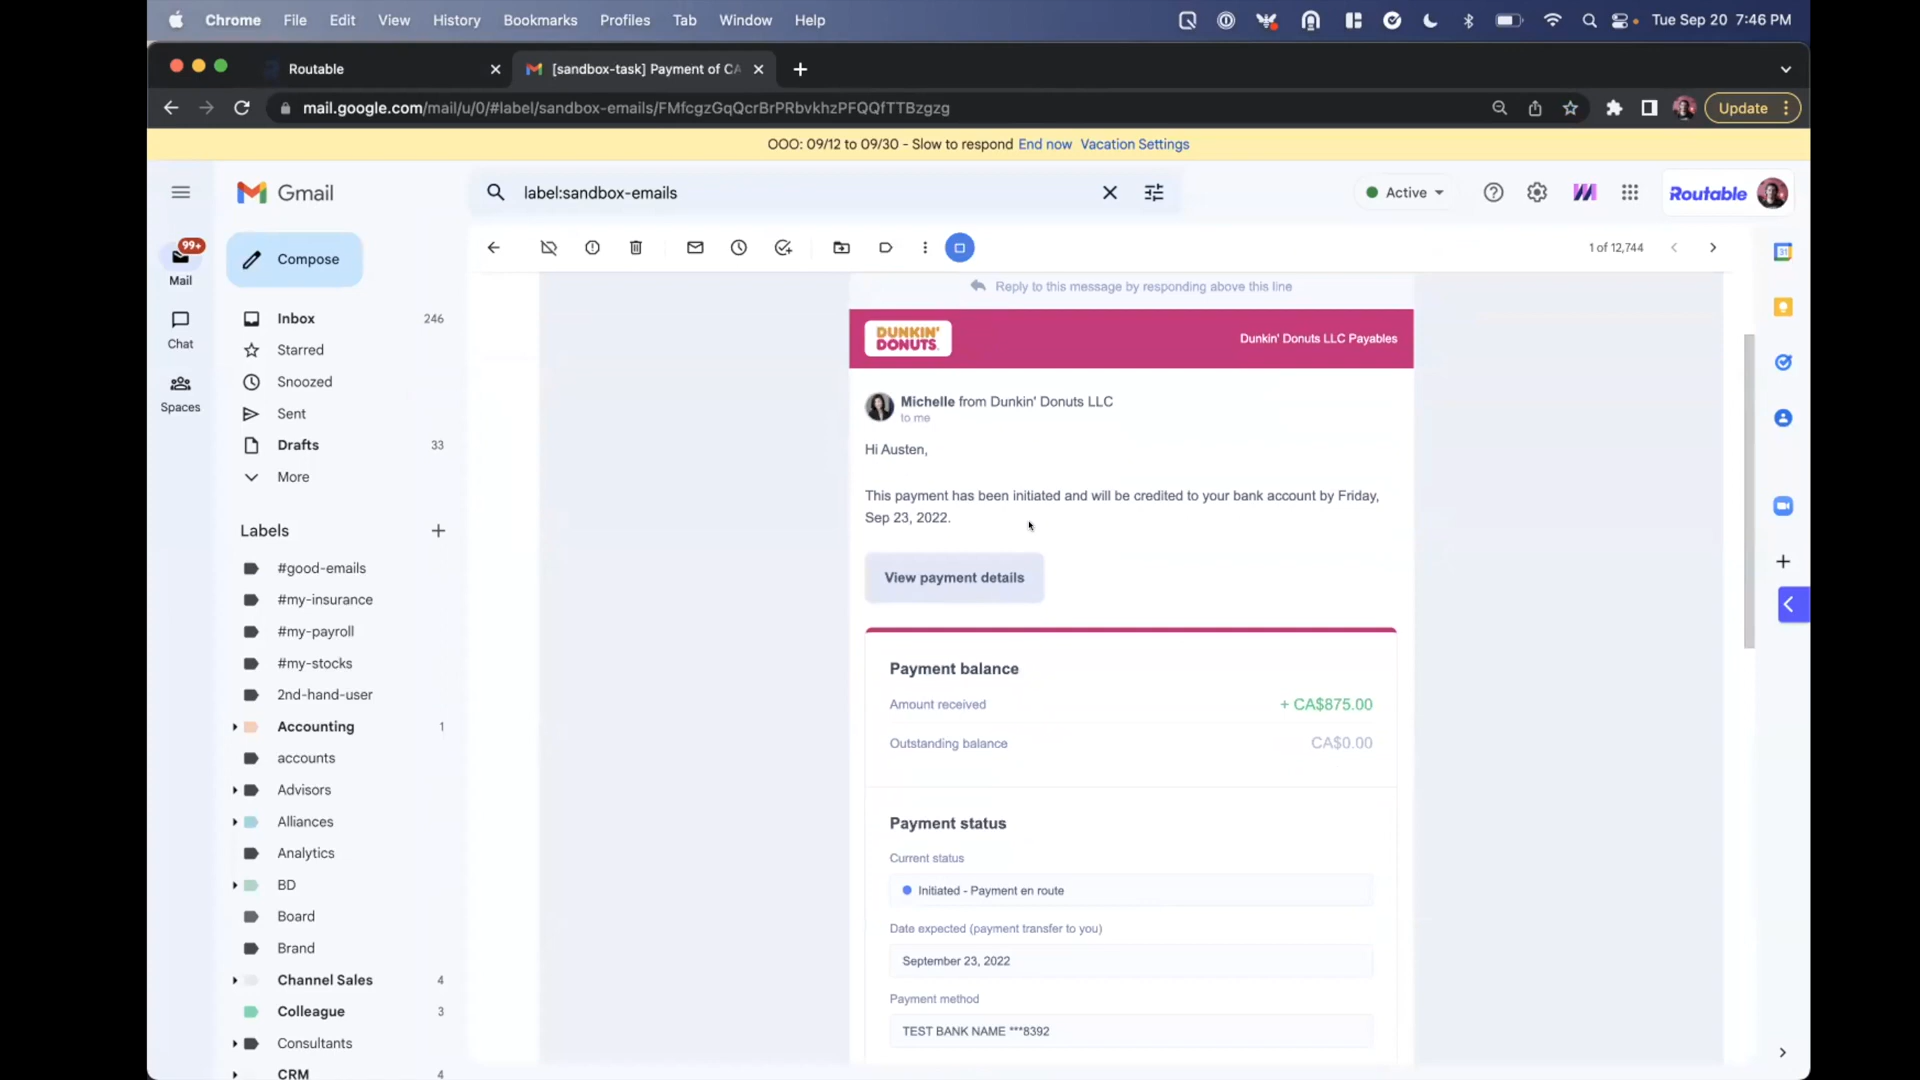 Chrome File Edit View History Bookmarks Profiles Tab Window Help
Tue Sep 20 7:46 PM
Routable
[sandbox-task] Payment of CA
mail.google.com/mail/u/0/#label/sandbox-emails/FMfcgzGqQcrBrPRbvkhzPFQQfTTBzgzg
Update
OOO: 09/12 to 09/30 - Slow to respond End now Vacation Settings
Gmail
label:sandbox-emails
Active
Routable
99+
Mail
Chat
Spaces
Compose
Inbox 246
Starred
Snoozed
Sent
Drafts 33
More
Labels
#good-emails
#my-insurance
#my-payroll
#my-stocks
2nd-hand-user
Accounting 1
accounts
Advisors
Alliances
Analytics
BD
Board
Brand
Channel Sales 4
Colleague 3
Consultants
CRM 4
1 of 12,744
Reply to this message by responding above this line
DUNKIN'
DONUTS
Dunkin' Donuts LLC Payables
Michelle from Dunkin' Donuts LLC
to me
Hi Austen,
This payment has been initiated and will be credited to your bank account by Friday,
Sep 23, 2022.
View payment details
Payment balance
Amount received + CA$875.00
Outstanding balance CA$0.00
Payment status
Current status
Initiated - Payment en route
Date expected (payment transfer to you)
September 23, 2022
Payment method
TEST BANK NAME ***8392
31